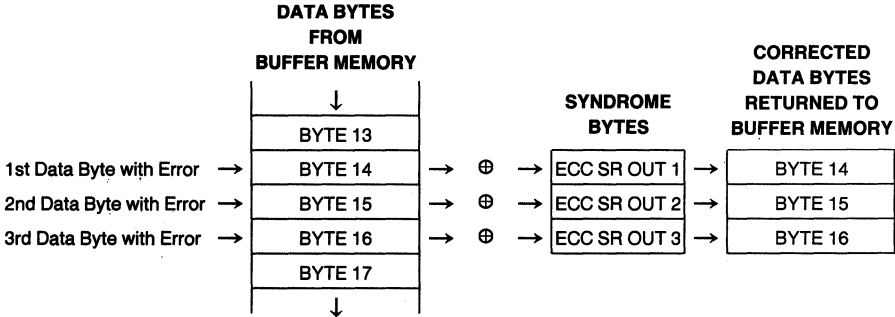 DATA BYTES
FROM
BUFFER MEMORY
SYNDROME
BYTES
CORRECTED
DATA BYTES
RETURNED TO
BUFFER MEMORY
↓
BYTE 13
1st Data Byte with Error → BYTE 14 → ⊕ → ECC SR OUT 1 → BYTE 14
2nd Data Byte with Error → BYTE 15 → ⊕ → ECC SR OUT 2 → BYTE 15
3rd Data Byte with Error → BYTE 16 → ⊕ → ECC SR OUT 3 → BYTE 16
BYTE 17
↓